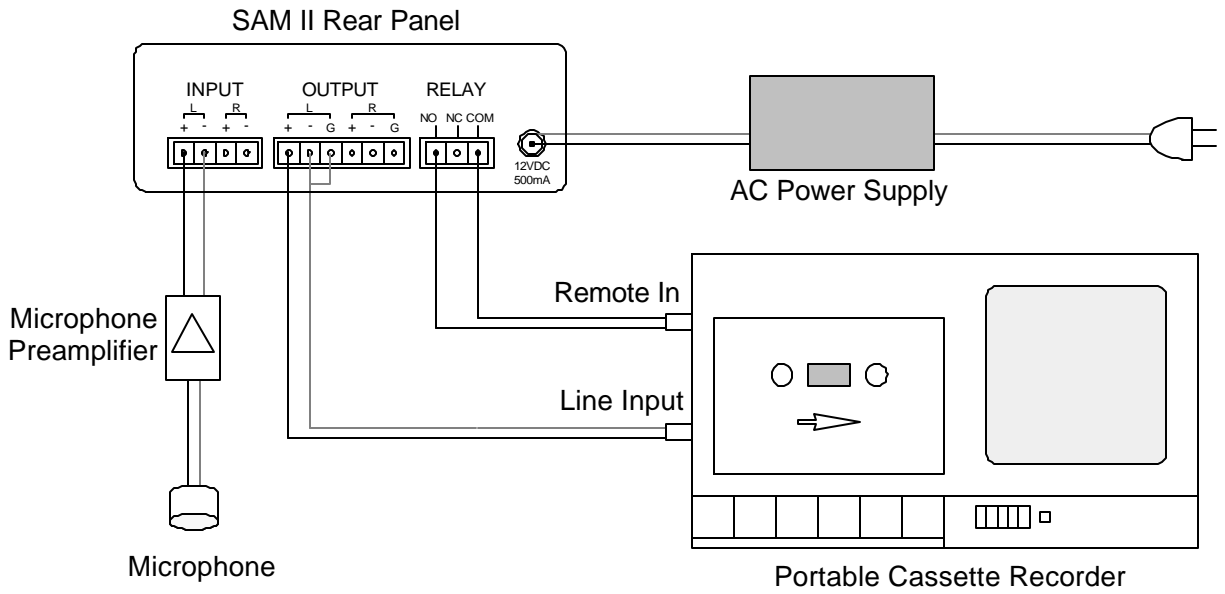 SAM II Rear Panel
INPUT OUTPUT RELAY
L R L R
+ - + - + - G + - G NO NC COM
12VDC
500mA
AC Power Supply
Remote In
Microphone
Preamplifier
Line Input
Microphone
Portable Cassette Recorder